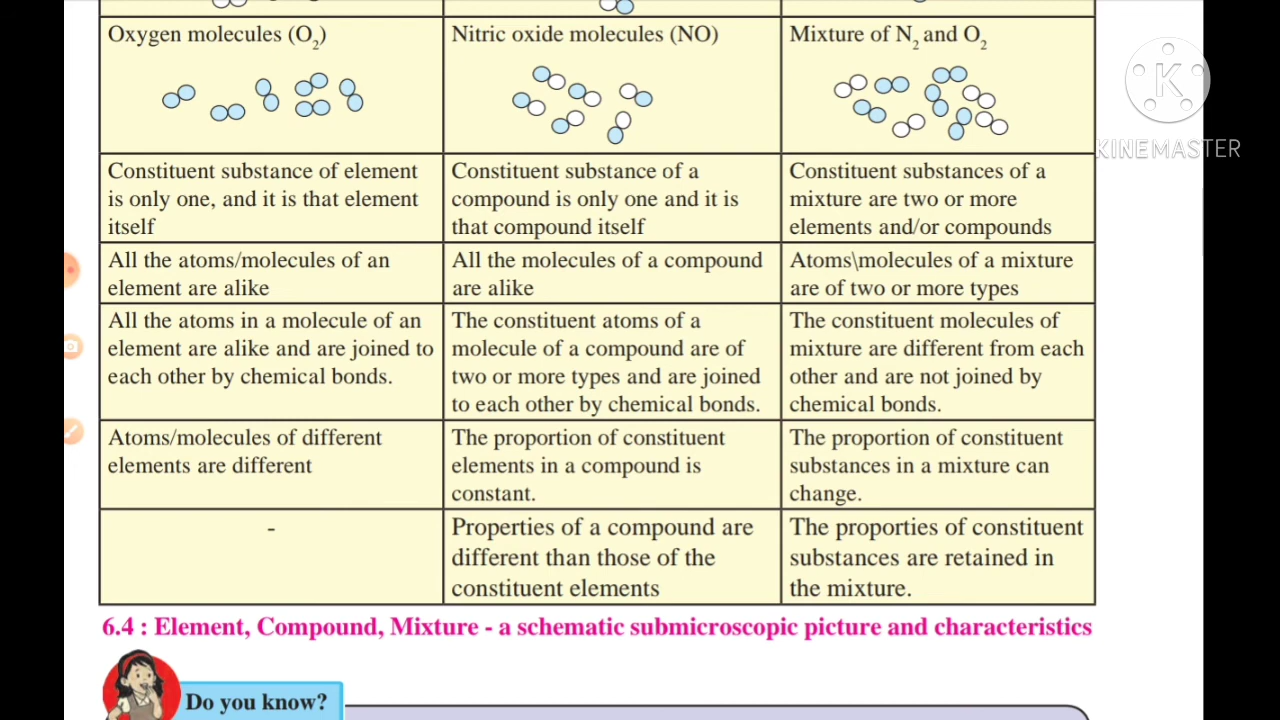 Oxygen molecules (O2)
Nitric oxide molecules (NO)
Mixture of N2 and O2
K
KINEMASTER
Constituent substance of element
is only one, and it is that element
itself
Constituent substance of a
compound is only one and it is
that compound itself
Constituent substances of a
mixture are two or more
elements and/or compounds
All the atoms/molecules of an
element are alike
All the molecules of a compound
are alike
Atoms\molecules of a mixture
are of two or more types
All the atoms in a molecule of an
element are alike and are joined to
each other by chemical bonds.
The constituent atoms of a
molecule of a compound are of
two or more types and are joined
to each other by chemical bonds.
The constituent molecules of
mixture are different from each
other and are not joined by
chemical bonds.
Atoms/molecules of different
elements are different
The proportion of constituent
elements in a compound is
constant.
The proportion of constituent
substances in a mixture can
change.
-
Properties of a compound are
different than those of the
constituent elements
The proporties of constituent
substances are retained in
the mixture.
6.4 : Element, Compound, Mixture - a schematic submicroscopic picture and characteristics
Do you know?